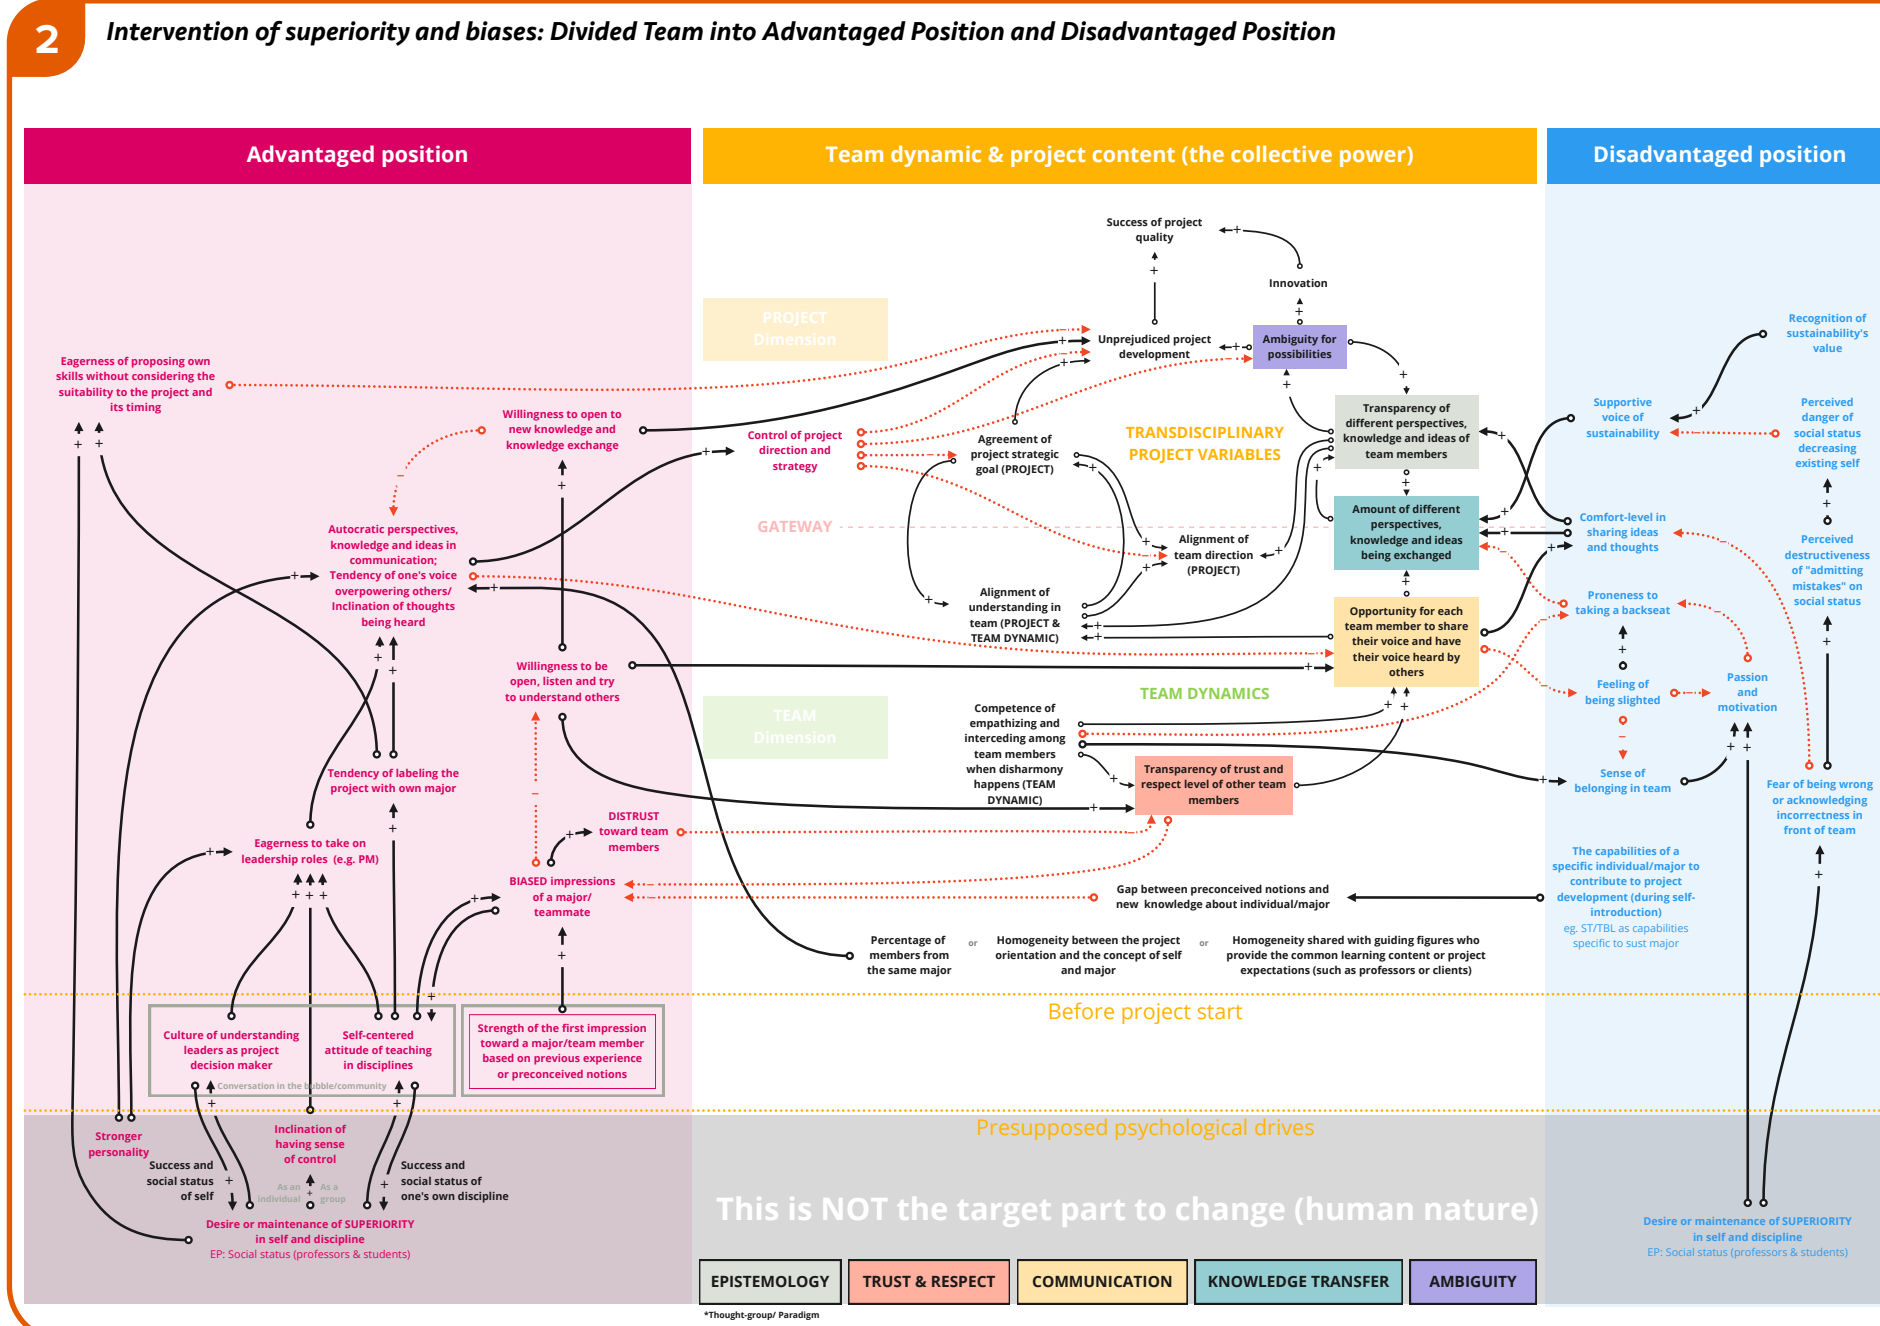 2
Intervention of superiority and biases: Divided Team into Advantaged Position and Disadvantaged Position
Advantaged position
Team dynamic & project content (the collective power)
Disadvantaged position
Eagerness of proposing own
skills without considering the
suitability to the project and
its timing
Willingness to open to
new knowledge and
knowledge exchange
Autocratic perspectives,
knowledge and ideas in
communication;
Tendency of one's voice
overpowering others/
Inclination of thoughts
being heard
Willingness to be
open, listen and try
to understand others
Tendency of labeling the
project with own major
DISTRUST
toward team
members
Eagerness to take on
leadership roles (e.g. PM)
BIASED impressions
of a major/
teammate
Culture of understanding
leaders as project
decision maker
Self-centered
attitude of teaching
in disciplines
Conversation in the bubble/community
Strength of the first impression
toward a major/team member
based on previous experience
or preconceived notions
Stronger
personality
Inclination of
having sense
of control
Success and
social status
of self
As an
individual
As a
group
Success and
social status of
one's own discipline
Desire or maintenance of SUPERIORITY
in self and discipline
EP: Social status (professors & students)
PROJECT
Dimension
Success of project
quality
Innovation
Unprejudiced project
development
Ambiguity for
possibilities
Control of project
direction and
strategy
Agreement of
project strategic
goal (PROJECT)
TRANSDISCIPLINARY
PROJECT VARIABLES
Transparency of
different perspectives,
knowledge and ideas of
team members
GATEWAY
Amount of different
perspectives,
knowledge and ideas
being exchanged
Alignment of
team direction
(PROJECT)
Alignment of
understanding in
team (PROJECT &
TEAM DYNAMIC)
Opportunity for each
team member to share
their voice and have
their voice heard by
others
TEAM DYNAMICS
TEAM
Dimension
Competence of
empathizing and
interceding among
team members
when disharmony
happens (TEAM
DYNAMIC)
Transparency of trust and
respect level of other team
members
Gap between preconceived notions and
new knowledge about individual/major
Percentage of
members from
the same major
or
Homogeneity between the project
orientation and the concept of self
and major
or
Homogeneity shared with guiding figures who
provide the common learning content or project
expectations (such as professors or clients)
Before project start
Presupposed psychological drives
This is NOT the target part to change (human nature)
EPISTEMOLOGY
TRUST & RESPECT
COMMUNICATION
KNOWLEDGE TRANSFER
AMBIGUITY
*Thought-group/ Paradigm
Recognition of
sustainability's
value
Supportive
voice of
sustainability
Perceived
danger of
social status
decreasing
existing self
Comfort-level in
sharing ideas
and thoughts
Perceived
destructiveness
of "admitting
mistakes" on
social status
Proneness to
taking a backseat
Feeling of
being slighted
Passion
and
motivation
Sense of
belonging in team
Fear of being wrong
or acknowledging
incorrectness in
front of team
The capabilities of a
specific individual/major to
contribute to project
development (during self-
introduction)
eg. ST/TBL as capabilities
specific to sust major
Desire or maintenance of SUPERIORITY
in self and discipline
EP: Social status (professors & students)